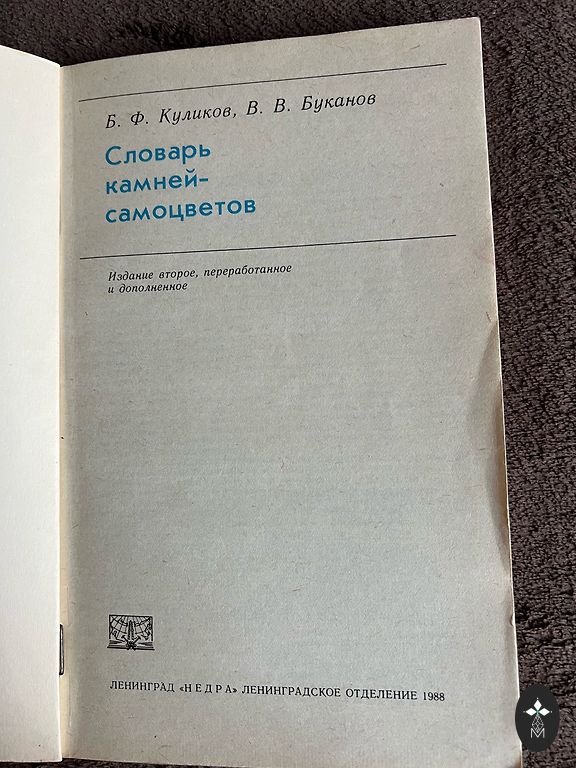 Б. Ф. Куликов, В. В. Буканов
Словарь
камней-
самоцветов
Издание второе, переработанное
и дополненное
ЛЕНИНГРАД «НЕДРА» ЛЕНИНГРАДСКОЕ ОТДЕЛЕНИЕ 1988
M